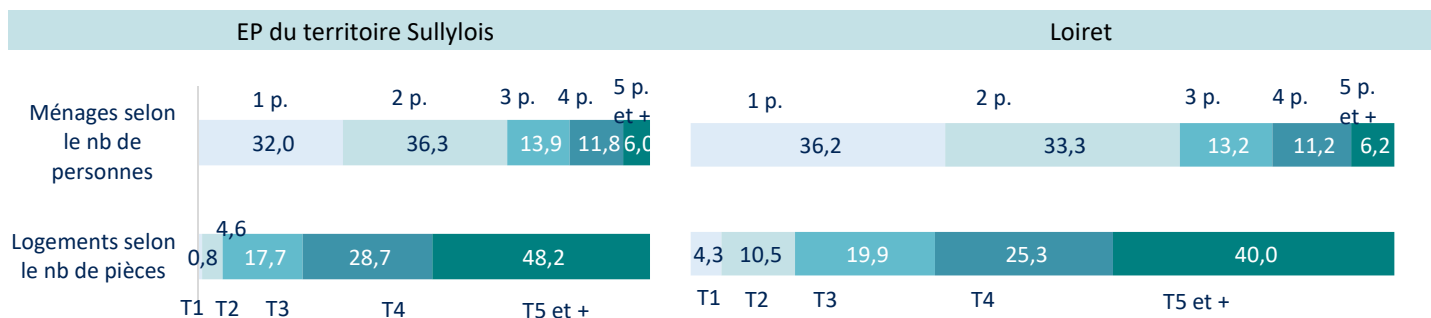 EP du territoire Sullylois
Loiret
Ménages selon
le nb de
personnes
1 p. 2 p. 3 p. 4 p. 5 p.
et +
32,0 36,3 13,9 11,8 6,0
1 p. 2 p. 3 p. 4 p. 5 p.
et +
36,2 33,3 13,2 11,2 6,2
Logements selon
le nb de pièces
0,8 4,6 17,7 28,7 48,2
T1 T2 T3 T4 T5 et +
4,3 10,5 19,9 25,3 40,0
T1 T2 T3 T4 T5 et +